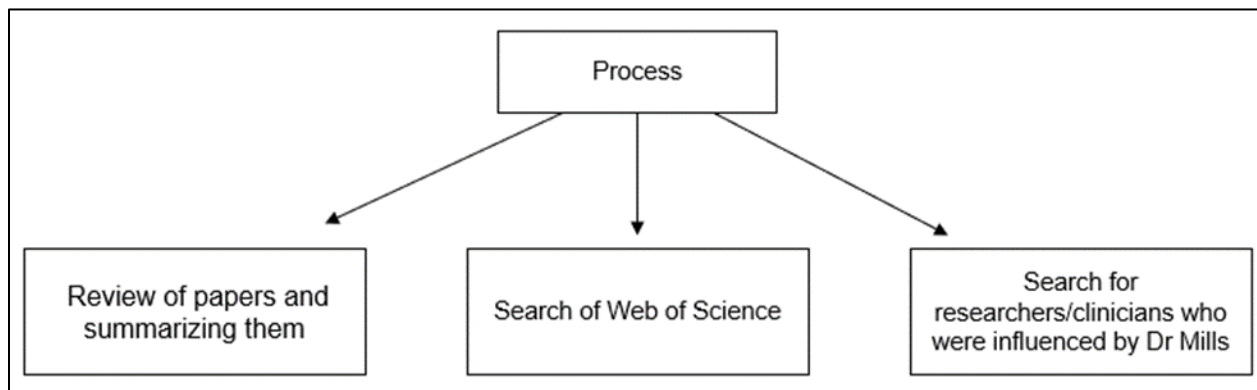 Process
Review of papers and
summarizing them
Search of Web of Science
Search for
researchers/clinicians who
were influenced by Dr Mills